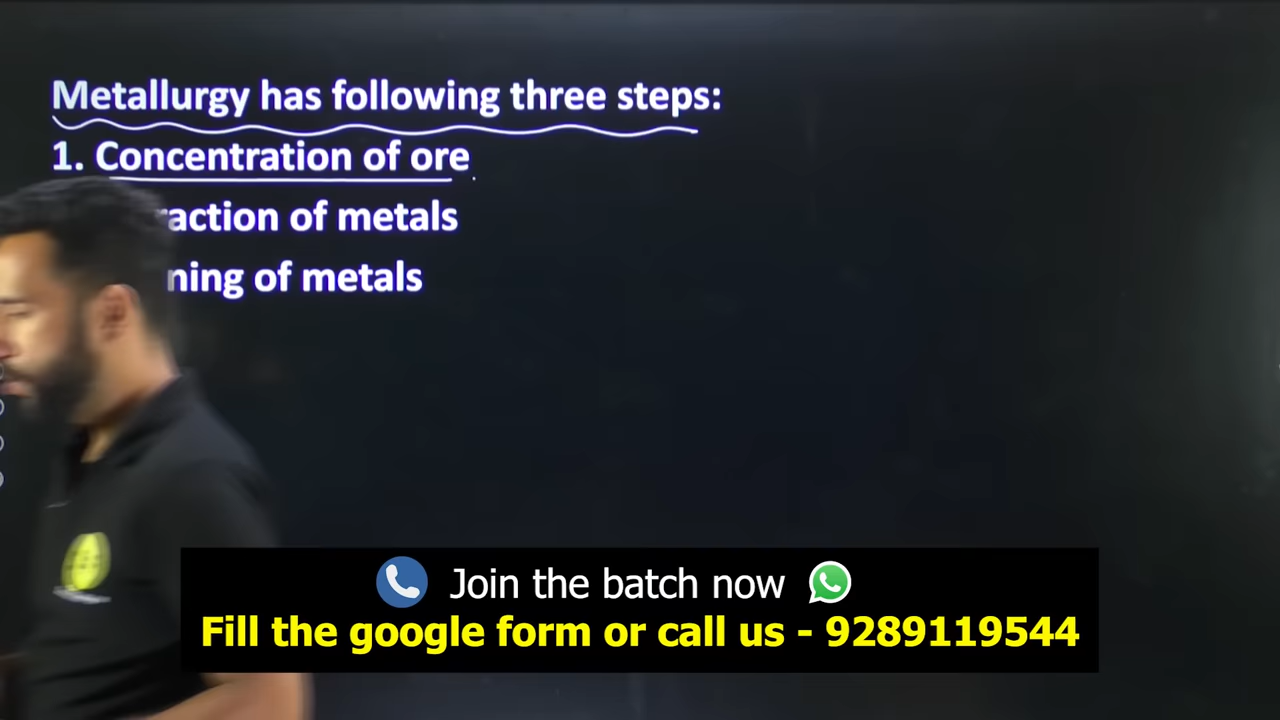 Metallurgy has following three steps:
1. Concentration of ore
raction of metals
ning of metals
Join the batch now
Fill the google form or call us - 9289119544